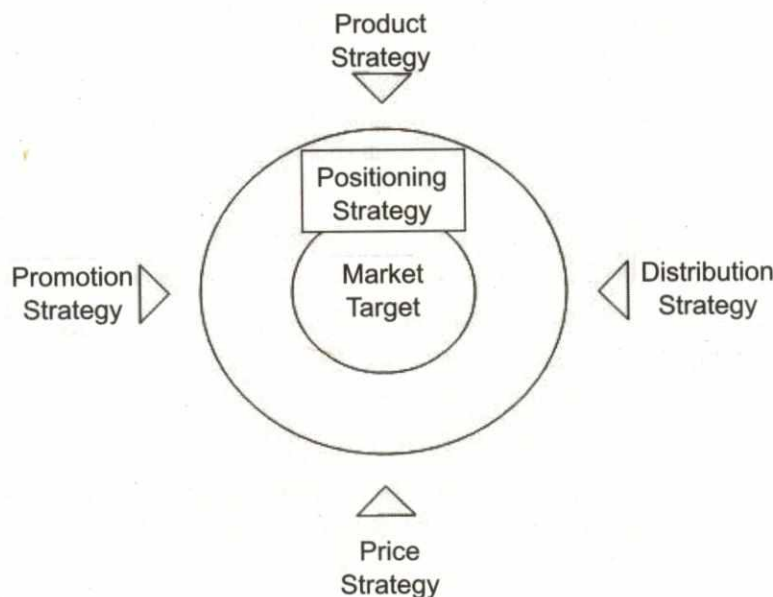 Product
Strategy
Positioning
Strategy
Promotion
Strategy
Market
Target
Distribution
Strategy
Price
Strategy